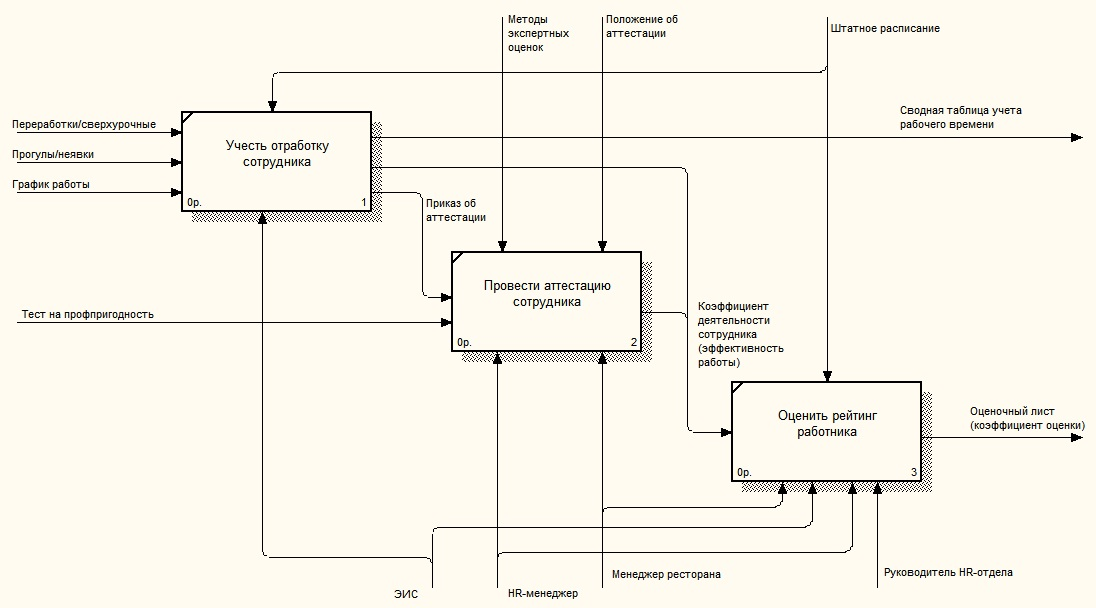 Методы
экспертных
оценок
Положение об
аттестации
Штатное расписание
Сводная таблица учета
рабочего времени
Переработки/сверхурочные
Прогулы/неявки
График работы
Учесть отработку
сотрудника
0р.
1
Приказ об
аттестации
Тест на профпригодность
Провести аттестацию
сотрудника
0р.
2
Коэффициент
деятельности
сотрудника
(эффективность
работы)
Оценить рейтинг
работника
0р.
3
Оценочный лист
(коэффициент оценки)
ЭИС
HR-менеджер
Менеджер ресторана
Руководитель HR-отдела